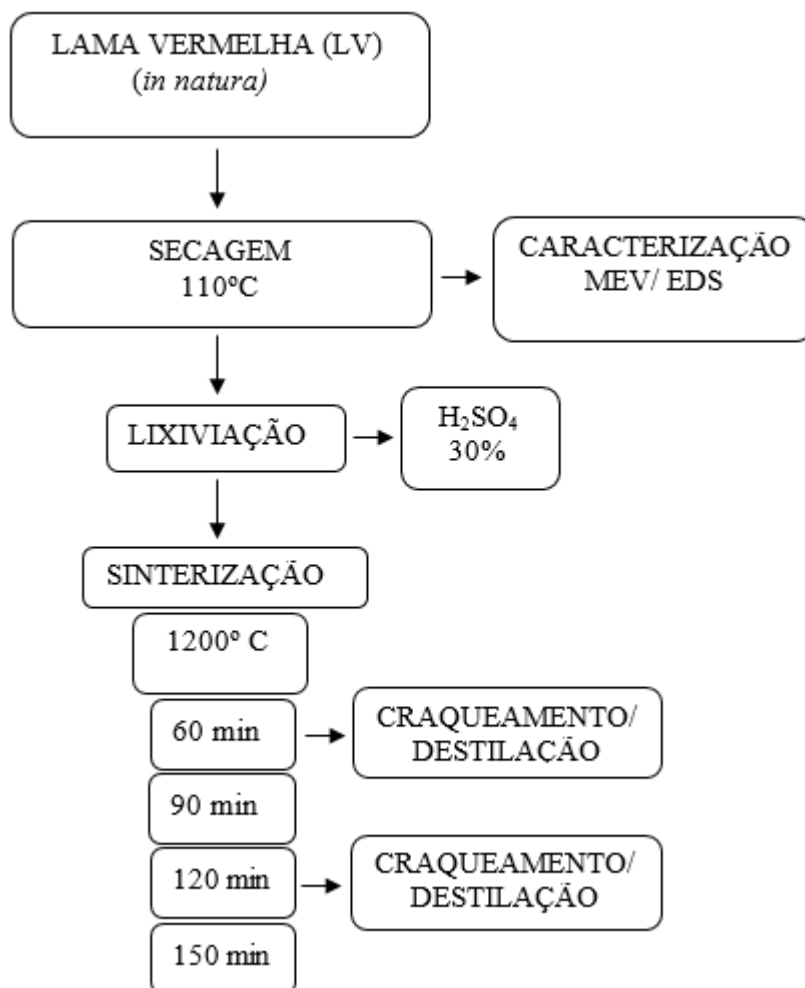 LAMA VERMELHA (LV)
(in natura)
SECAGEM
110ºC
CARACTERIZAÇÃO
MEV/ EDS
LIXIVIAÇÃO
H₂SO₄
30%
SINTERIZAÇÃO
1200º C
60 min
CRAQUEAMENTO/
DESTILAÇÃO
90 min
120 min
CRAQUEAMENTO/
DESTILAÇÃO
150 min